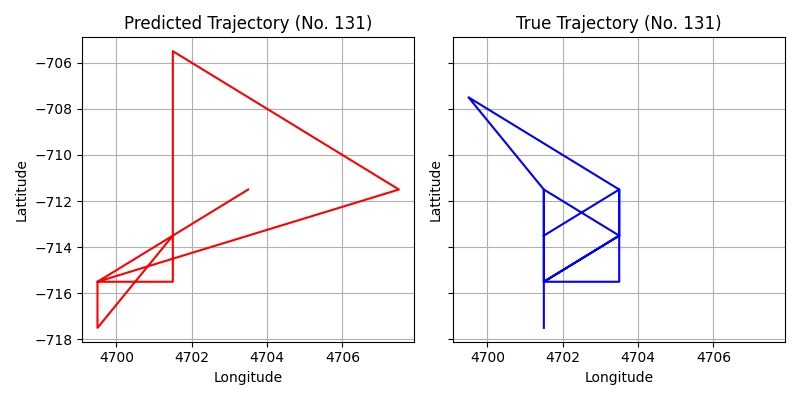 Predicted Trajectory (No. 131)
True Trajectory (No. 131)
−706
−708
−710
−712
−714
−716
−718
Lattitude
Lattitude
4700
4702
4704
4706
4700
4702
4704
4706
Longitude
Longitude